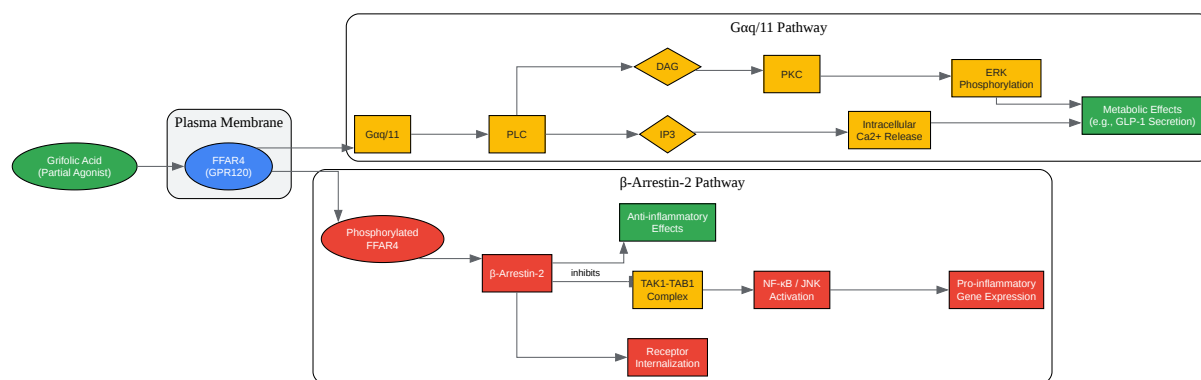 Gαq/11 Pathway
DAG
PKC
ERK
Phosphorylation
Metabolic Effects
(e.g., GLP-1 Secretion)
Plasma Membrane
Gαq/11
PLC
IP3
Intracellular
Ca2+ Release
Grifolic Acid
(Partial Agonist)
FFAR4
(GPR120)
β-Arrestin-2 Pathway
Phosphorylated
FFAR4
Anti-inflammatory
Effects
β-Arrestin-2
inhibits
TAK1-TAB1
Complex
NF-κB / JNK
Activation
Pro-inflammatory
Gene Expression
Receptor
Internalization